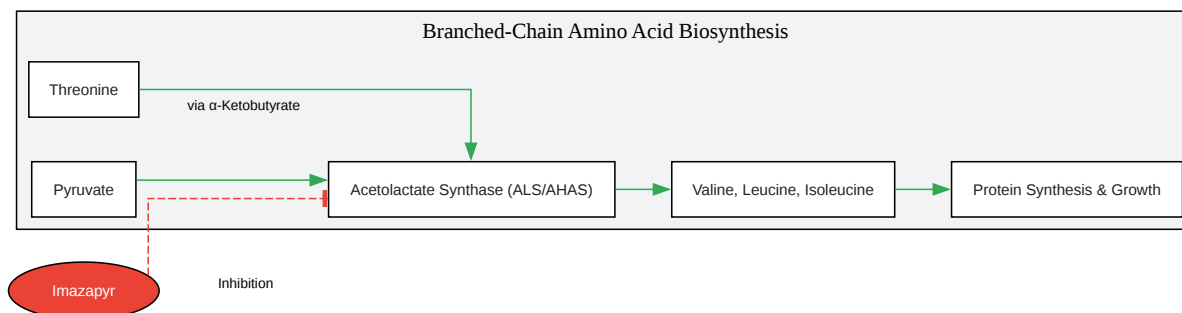 Branched-Chain Amino Acid Biosynthesis
Threonine
via α-Ketobutyrate
Pyruvate
Acetolactate Synthase (ALS/AHAS)
Valine, Leucine, Isoleucine
Protein Synthesis & Growth
Imazapyr
Inhibition